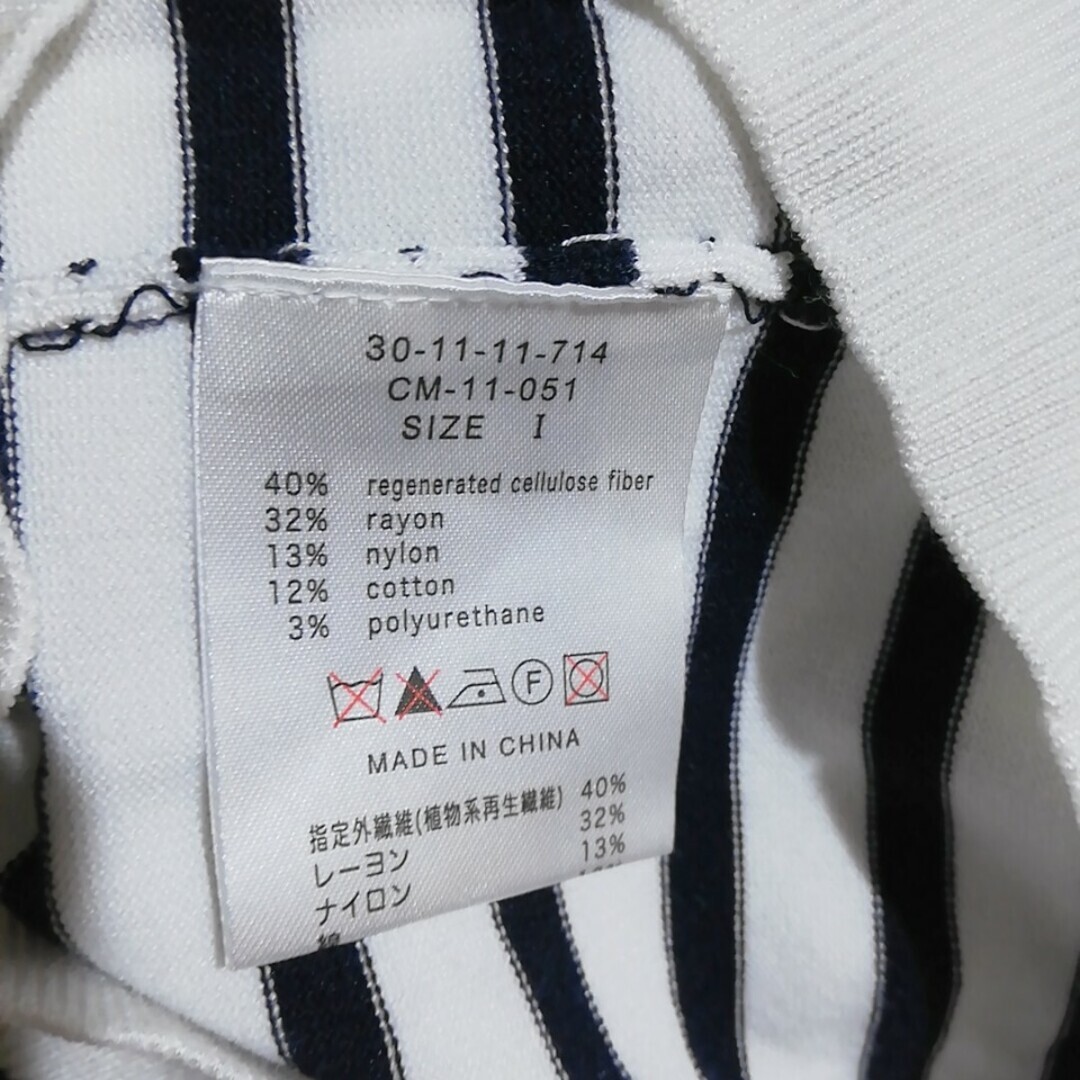 30-11-11-714
CM-11-051
SIZE I
40% regenerated cellulose fiber
32% rayon
13% nylon
12% cotton
3% polyurethane
F
MADE IN CHINA
指定外繊維(植物系再生繊維) 40%
レーヨン 32%
ナイロン 13%